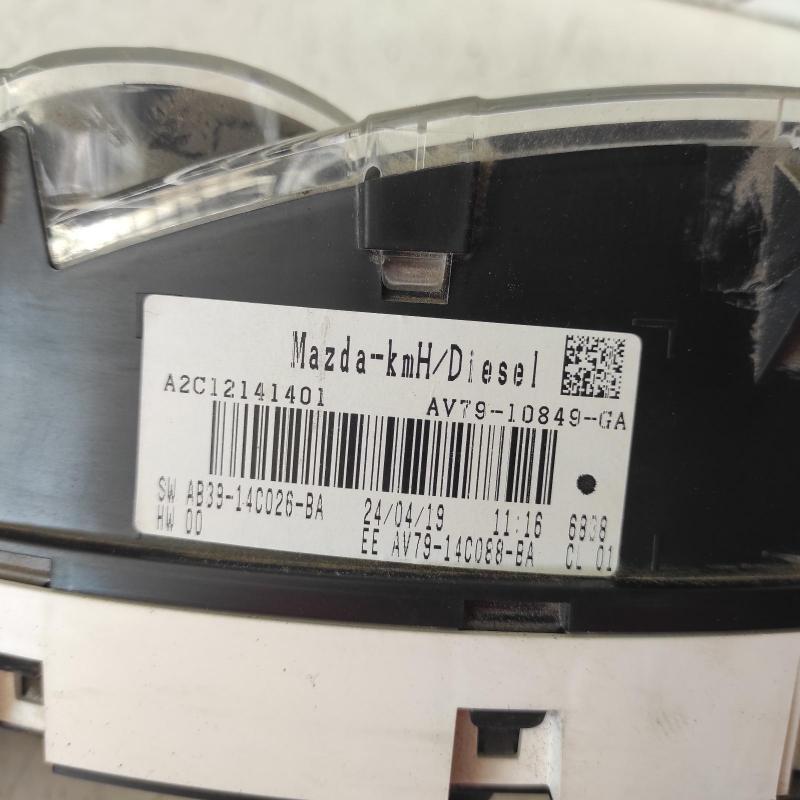 Mazda-kmH/Diesel
A2C12141401 AV79-10849-GA
SW AB39-14C026-BA 24/04/19 11:16 6838
HW 00 EE AV79-14C088-BA CL 01